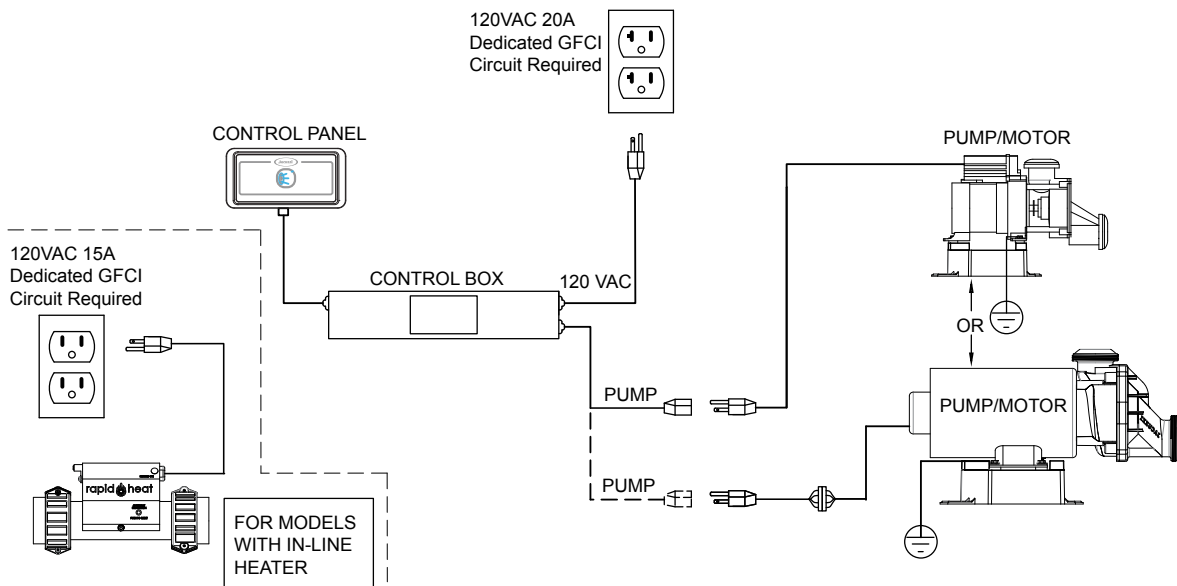 120VAC 20A
Dedicated GFCI
Circuit Required
CONTROL PANEL
PUMP/MOTOR
120VAC 15A
Dedicated GFCI
Circuit Required
CONTROL BOX
120 VAC
OR
PUMP
PUMP/MOTOR
PUMP
rapid heat
FOR MODELS
WITH IN-LINE
HEATER